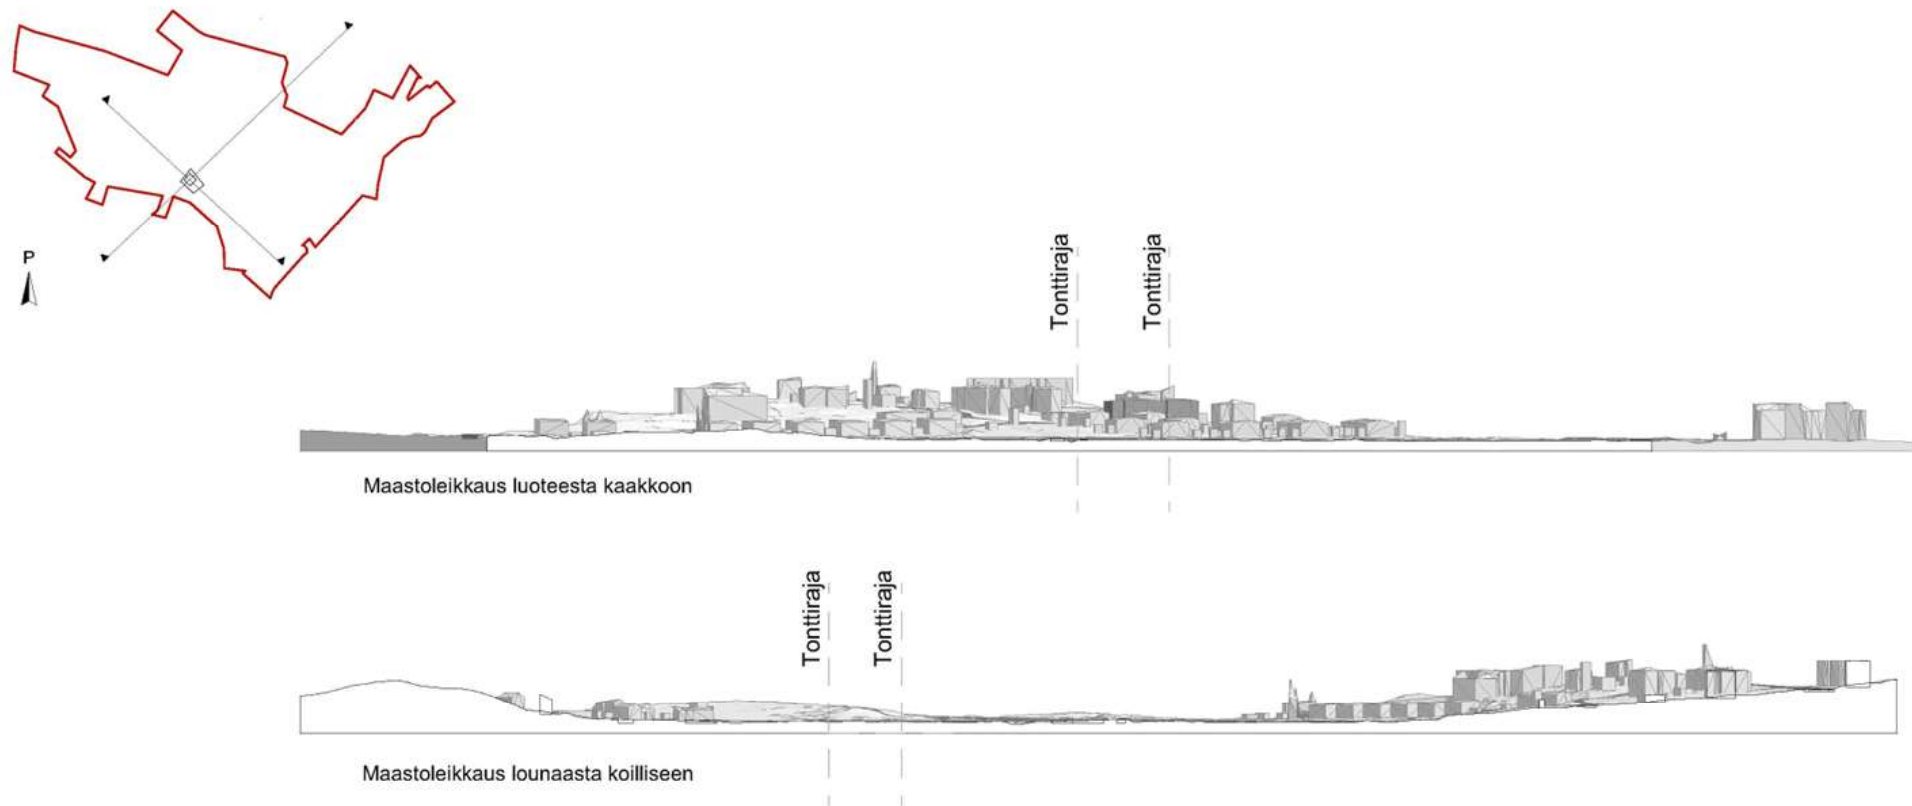 P
Tonttiraja
Tonttiraja
Maastoleikkaus luoteesta kaakkoon
Tonttiraja
Tonttiraja
Maastoleikkaus lounaasta koilliseen